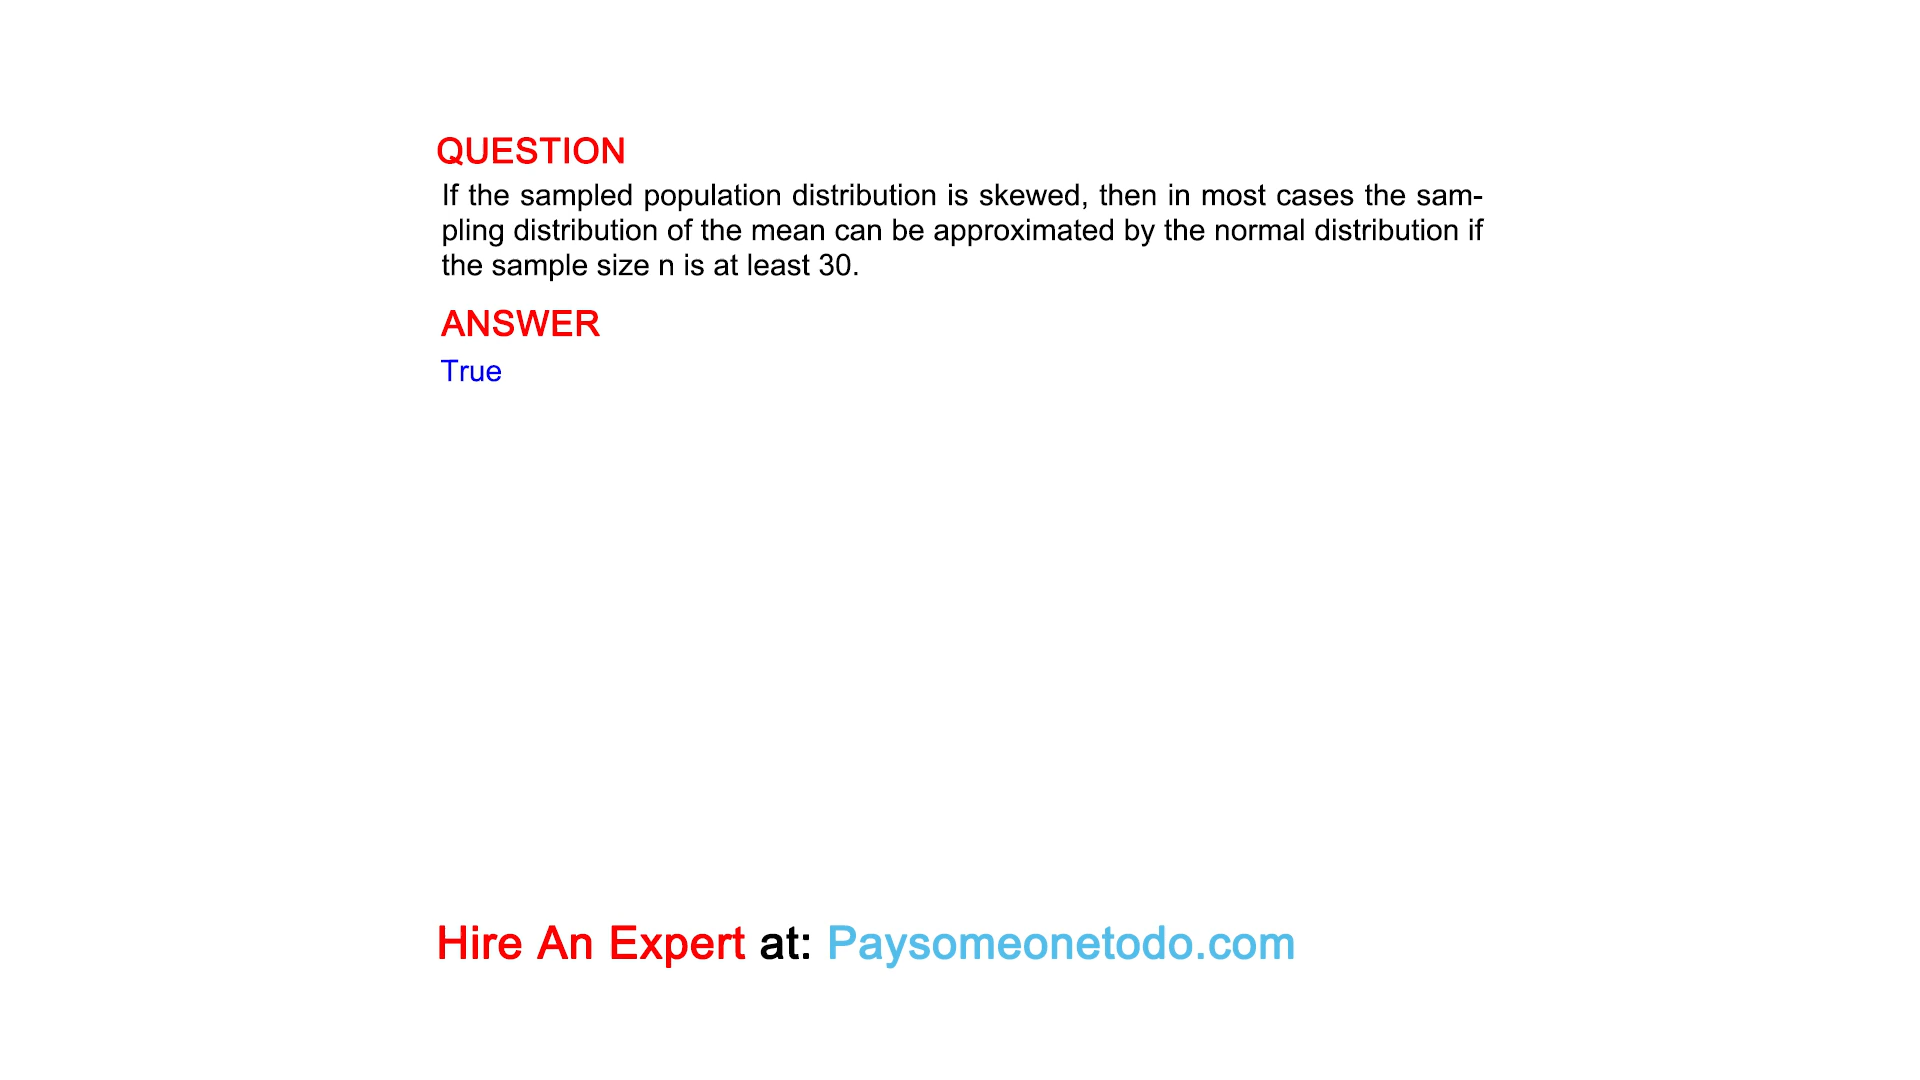 QUESTION
If the sampled population distribution is skewed, then in most cases the sam-
pling distribution of the mean can be approximated by the normal distribution if
the sample size n is at least 30.
ANSWER
True
Hire An Expert at: Paysomeonetodo.com